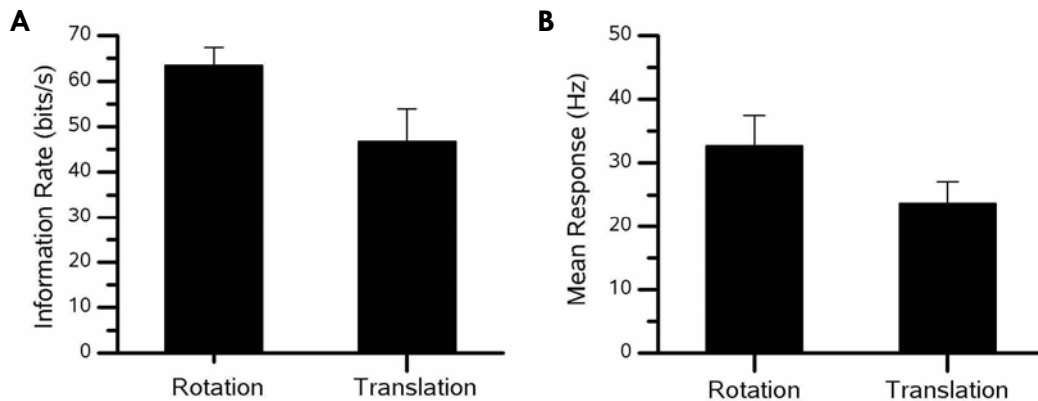 A
Information Rate (bits/s)
70
60
50
40
30
20
10
0
Rotation
Translation
B
Mean Response (Hz)
50
40
30
20
10
0
Rotation
Translation